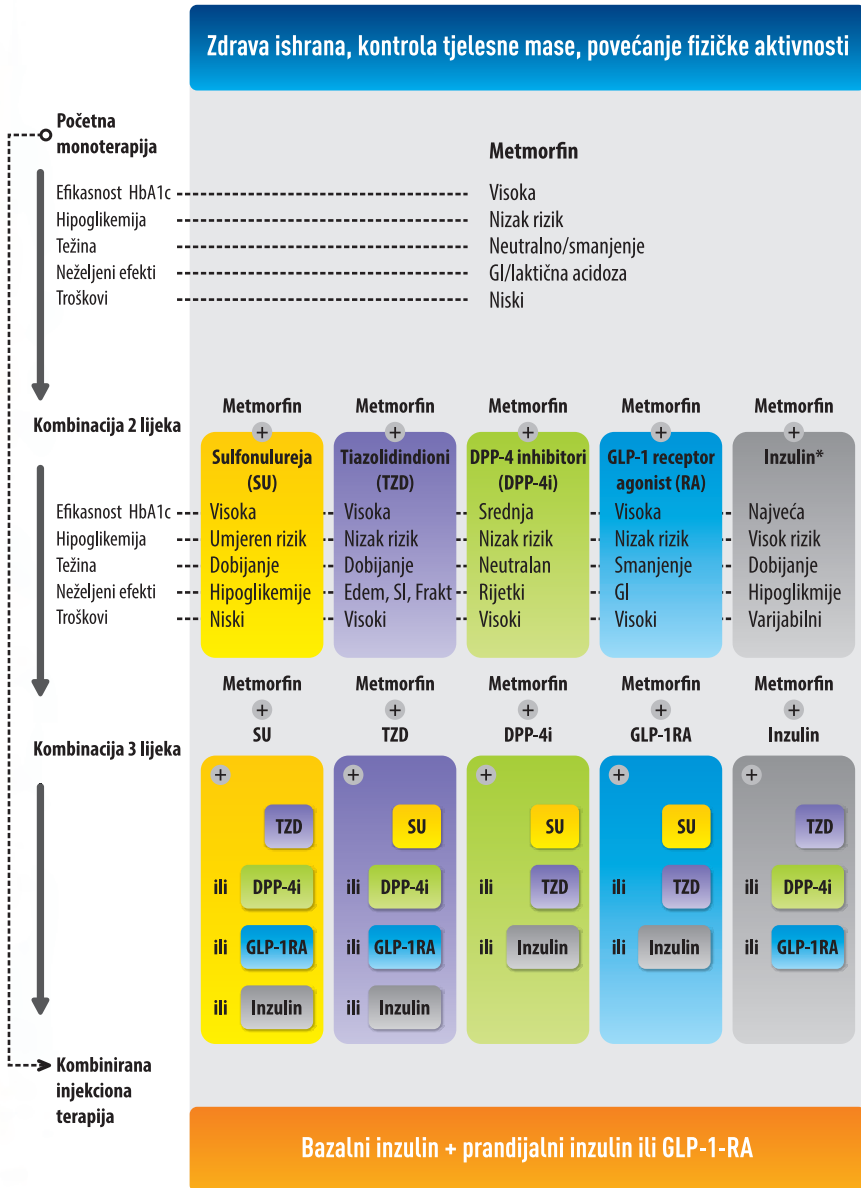 Zdrava ishrana, kontrola tjelesne mase, povećanje fizičke aktivnosti
Početna
monoterapija
Metmorfin
Efikasnost HbA1c Visoka
Hipoglikemija Nizak rizik
Težina Neutralno/smanjenje
Neželjeni efekti Gl/laktična acidoza
Troškovi Niski
Kombinacija 2 lijeka
Metmorfin Metmorfin Metmorfin Metmorfin Metmorfin
+ + + + +
Sulfonulureja Tiazolidindioni DPP-4 inhibitori GLP-1 receptor Inzulin*
(SU) (TZD) (DPP-4i) agonist (RA)
Efikasnost HbA1c Visoka Visoka Srednja Visoka Najveća
Hipoglikemija Umjeren rizik Nizak rizik Nizak rizik Nizak rizik Visok rizik
Težina Dobijanje Dobijanje Neutralan Smanjenje Dobijanje
Neželjeni efekti Hipoglikemije Edem, Sl, Frakt Rijetki Gl Hipoglikmije
Troškovi Niski Visoki Visoki Visoki Varijabilni
Kombinacija 3 lijeka
Metmorfin Metmorfin Metmorfin Metmorfin Metmorfin
+ + + + +
SU TZD DPP-4i GLP-1RA Inzulin
+ + + + +
TZD SU SU SU TZD
ili DPP-4i ili DPP-4i ili TZD ili TZD ili DPP-4i
ili GLP-1RA ili GLP-1RA ili Inzulin ili Inzulin ili GLP-1RA
ili Inzulin ili Inzulin
Kombinirana
injekciona
terapija
Bazalni inzulin + prandijalni inzulin ili GLP-1-RA